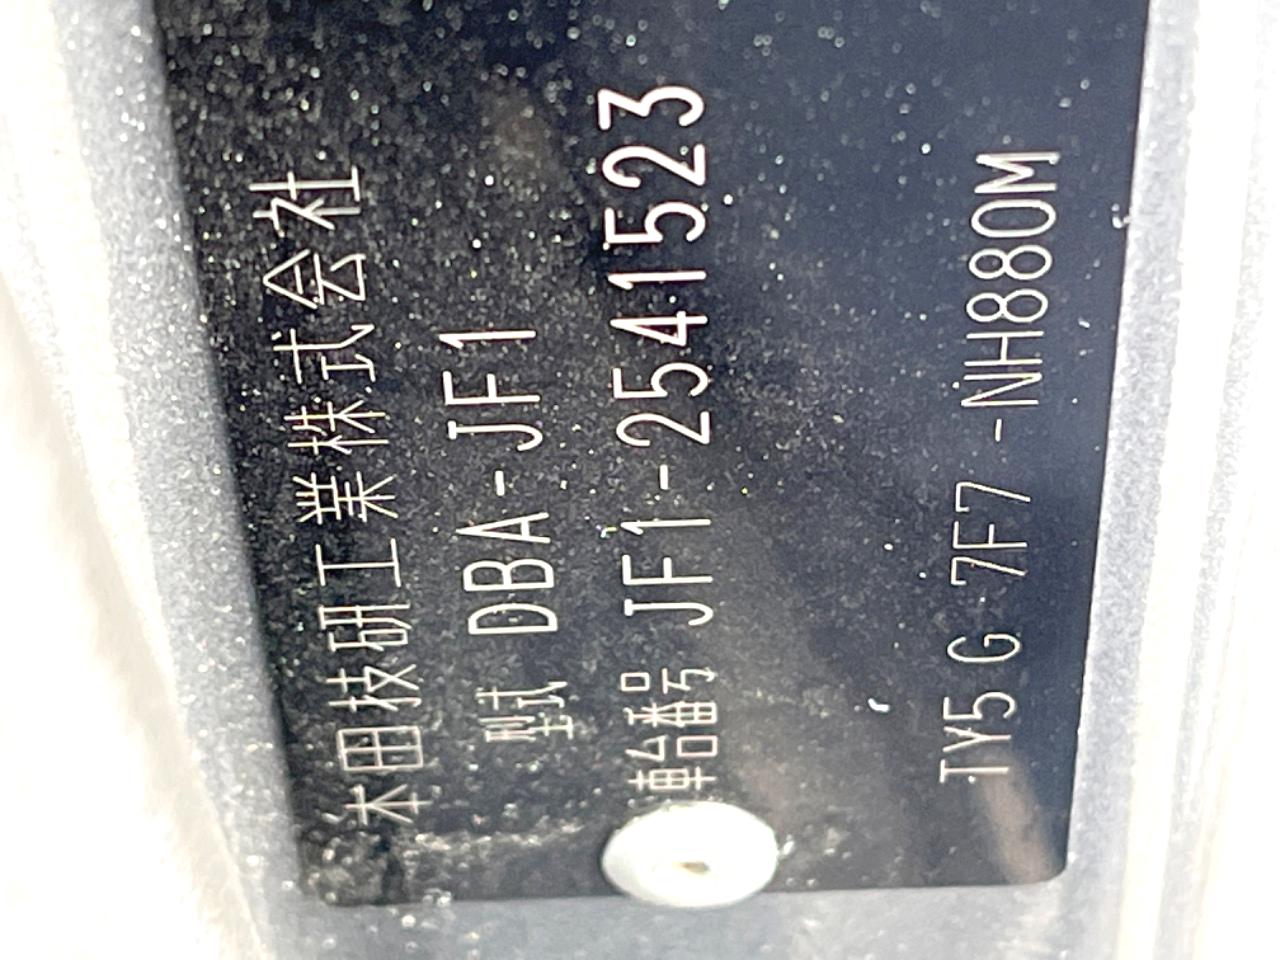 本田技研工業株式会社
型式 DBA-JF1
車台番号 JF1-2541523
TY5 G 7F7 -NH880M